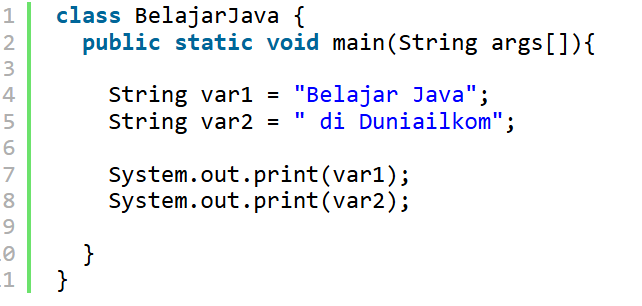 1 class BelajarJava {
2 public static void main(String args[]){
3
4 String var1 = "Belajar Java";
5 String var2 = " di Duniailkom";
6
7 System.out.print(var1);
8 System.out.print(var2);
9
0 }
1 }